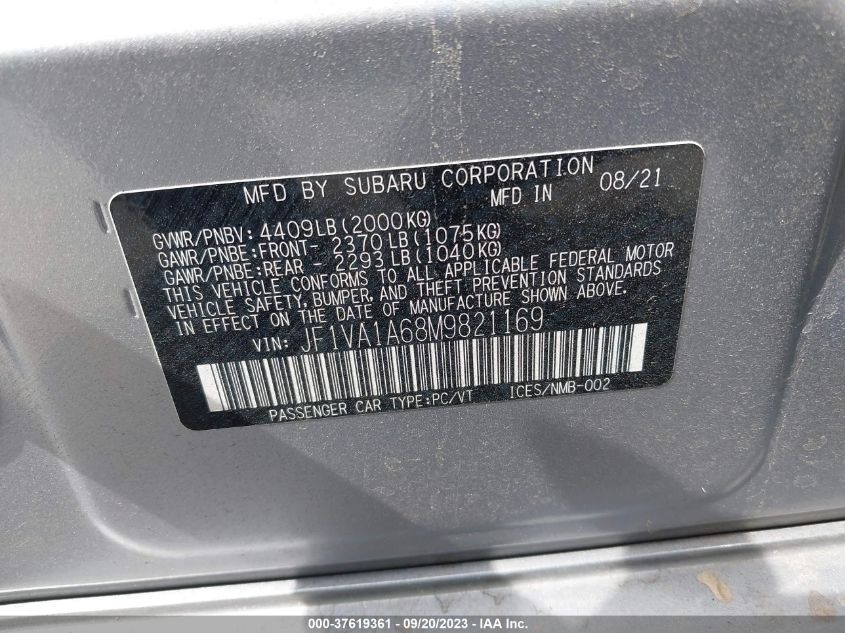 MFD BY SUBARU CORPORATION
MFD IN 08/21
GVWR/PNBV: 4409LB(2000KG)
GAWR/PNBE:FRONT- 2370LB(1075KG)
GAWR/PNBE:REAR - 2293LB(1040KG)
THIS VEHICLE CONFORMS TO ALL APPLICABLE FEDERAL MOTOR
VEHICLE SAFETY, BUMPER, AND THEFT PREVENTION STANDARDS
IN EFFECT ON THE DATE OF MANUFACTURE SHOWN ABOVE.
VIN: JF1VA1A68M9821169
PASSENGER CAR TYPE:PC/VT ICES/NMB-002
000-37619361 - 09/20/2023 - IAA, Inc.